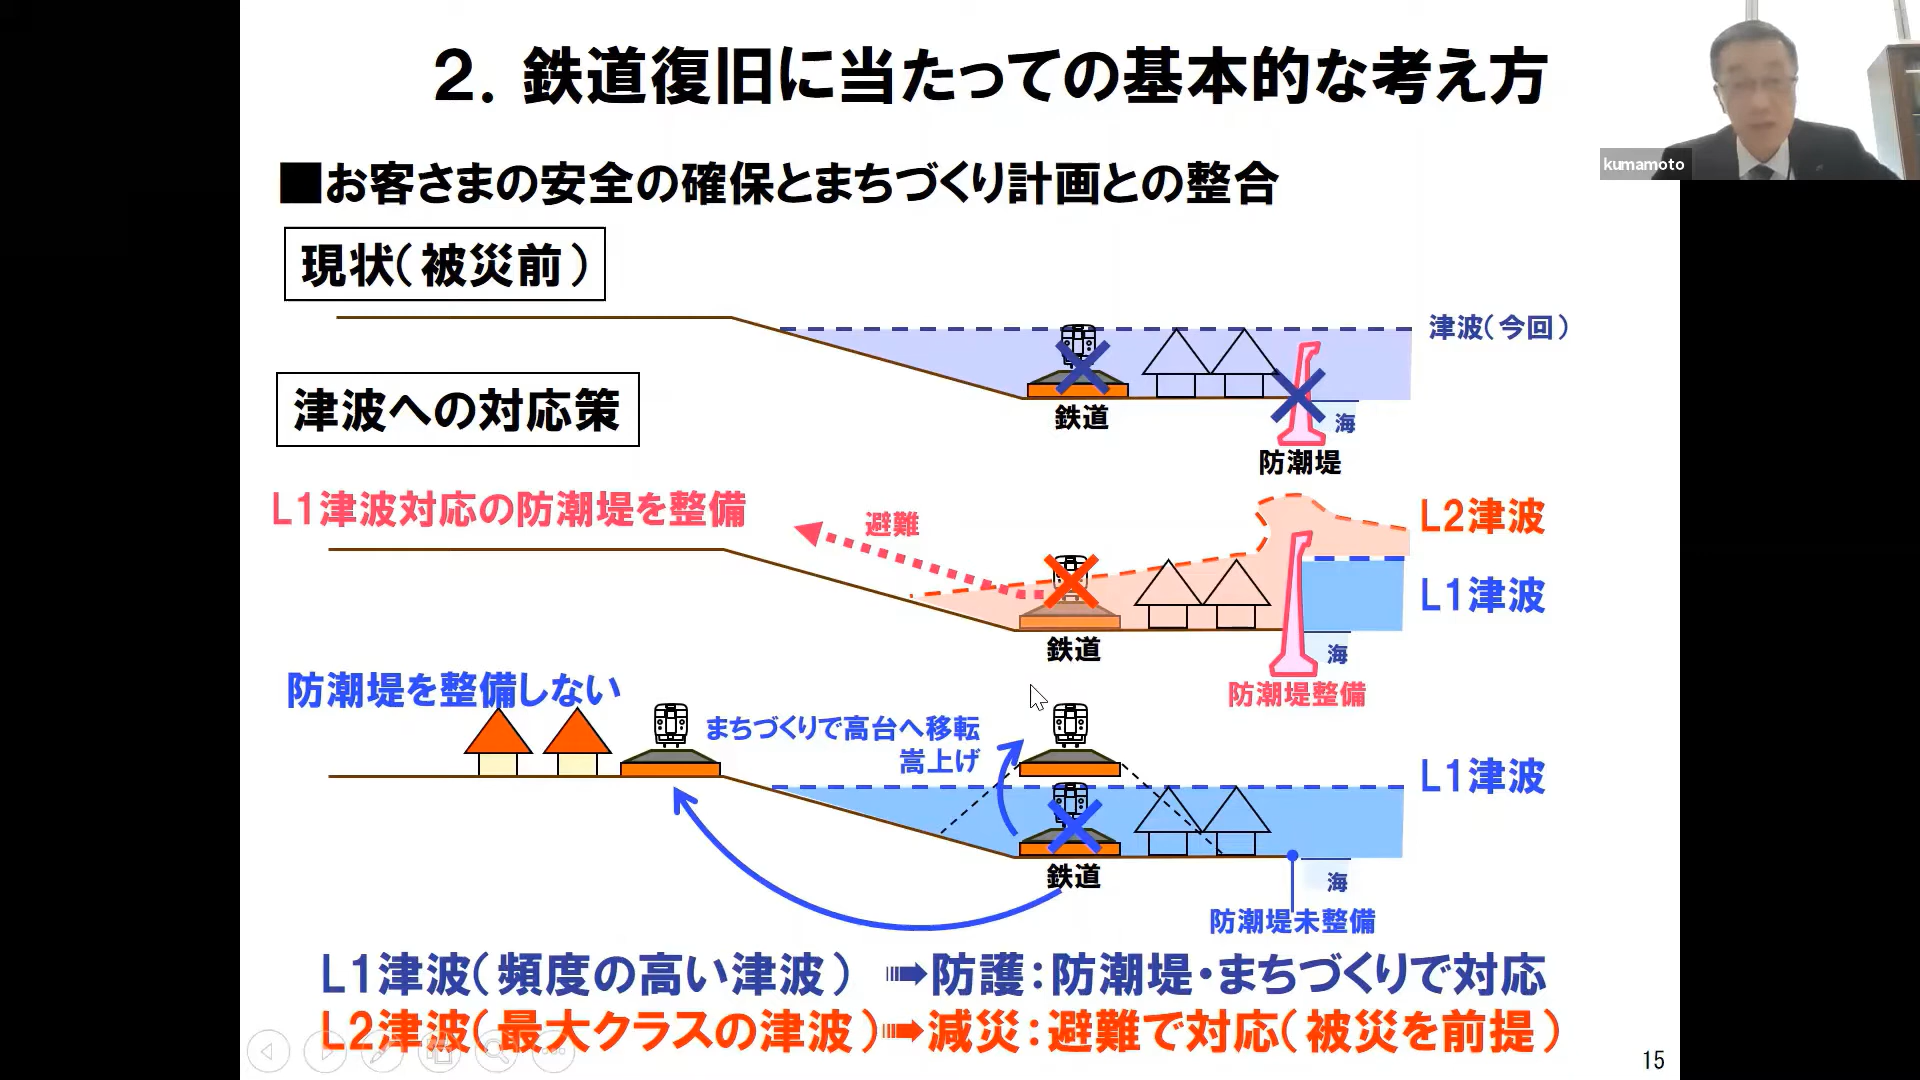 ２．鉄道復旧に当たっての基本的な考え方
kumamoto
■お客さまの安全の確保とまちづくり計画との整合
現状（被災前）
津波（今回）
鉄道
海
防潮堤
津波への対応策
L1津波対応の防潮堤を整備
避難
L2津波
L1津波
鉄道
海
防潮堤整備
防潮堤を整備しない
まちづくりで高台へ移転
嵩上げ
L1津波
鉄道
海
防潮堤未整備
L1津波（頻度の高い津波）➠防護：防潮堤・まちづくりで対応
L2津波（最大クラスの津波）➠減災：避難で対応（被災を前提）
15